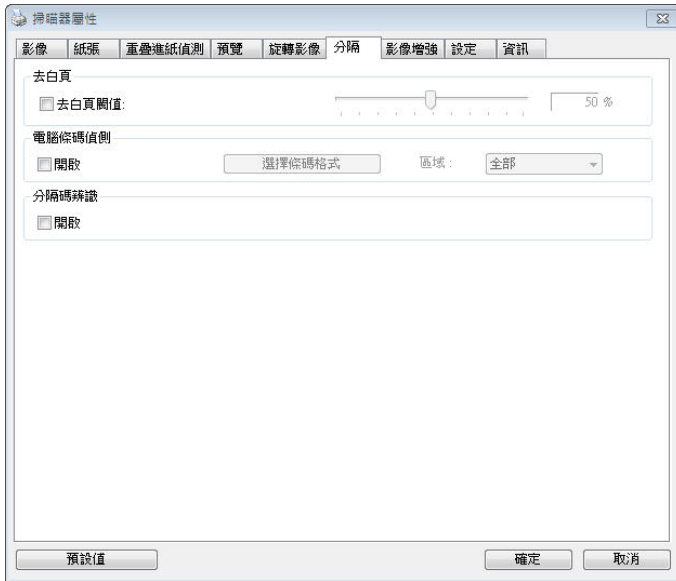 掃瞄器屬性
影像 紙張 重疊進紙偵測 預覽 旋轉影像 分隔 影像增強 設定 資訊
去白頁
去白頁閥值: 50 %
電腦條碼偵側
開啟 選擇條碼格式 區域: 全部
分隔碼辨識
開啟
預設值 確定 取消